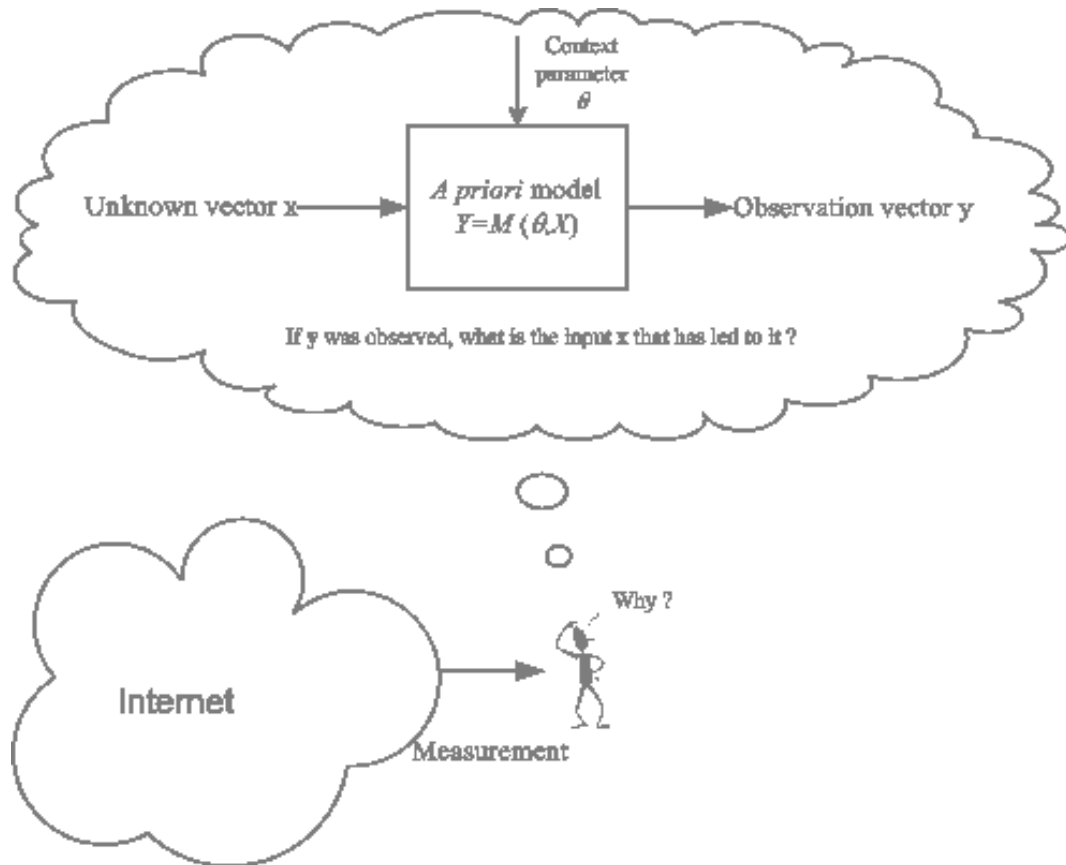 Context
parameter
θ
Unknown vector x
A priori model
Y=M (θ,X)
Observation vector y
If y was observed, what is the input x that has led to it ?
Why ?
Internet
Measurement